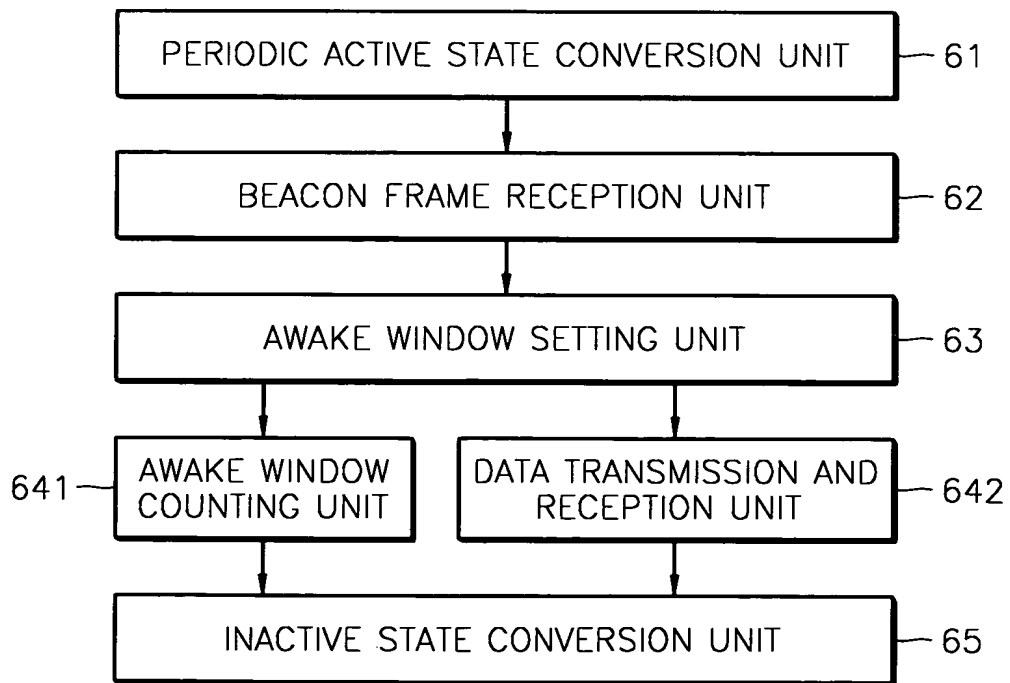 PERIODIC ACTIVE STATE CONVERSION UNIT
61
BEACON FRAME RECEPTION UNIT
62
AWAKE WINDOW SETTING UNIT
63
641
AWAKE WINDOW
COUNTING UNIT
DATA TRANSMISSION AND
RECEPTION UNIT
642
INACTIVE STATE CONVERSION UNIT
65